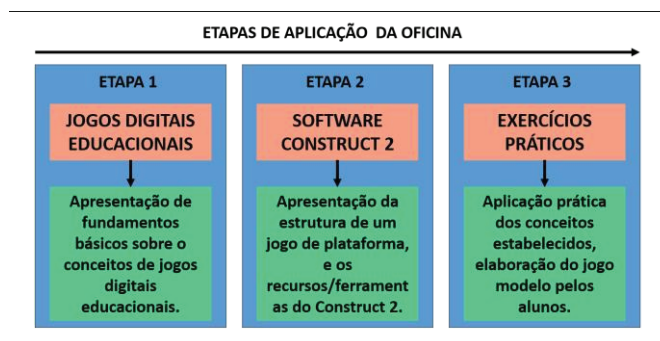 ETAPAS DE APLICAÇÃO DA OFICINA
ETAPA 1
JOGOS DIGITAIS
EDUCACIONAIS
Apresentação de
fundamentos
básicos sobre o
conceitos de jogos
digitais
educacionais.
ETAPA 2
SOFTWARE
CONSTRUCT 2
Apresentação da
estrutura de um
jogo de plataforma,
e os
recursos/ferrament
as do Construct 2.
ETAPA 3
EXERCÍCIOS
PRÁTICOS
Aplicação prática
dos conceitos
estabelecidos,
elaboração do jogo
modelo pelos
alunos.